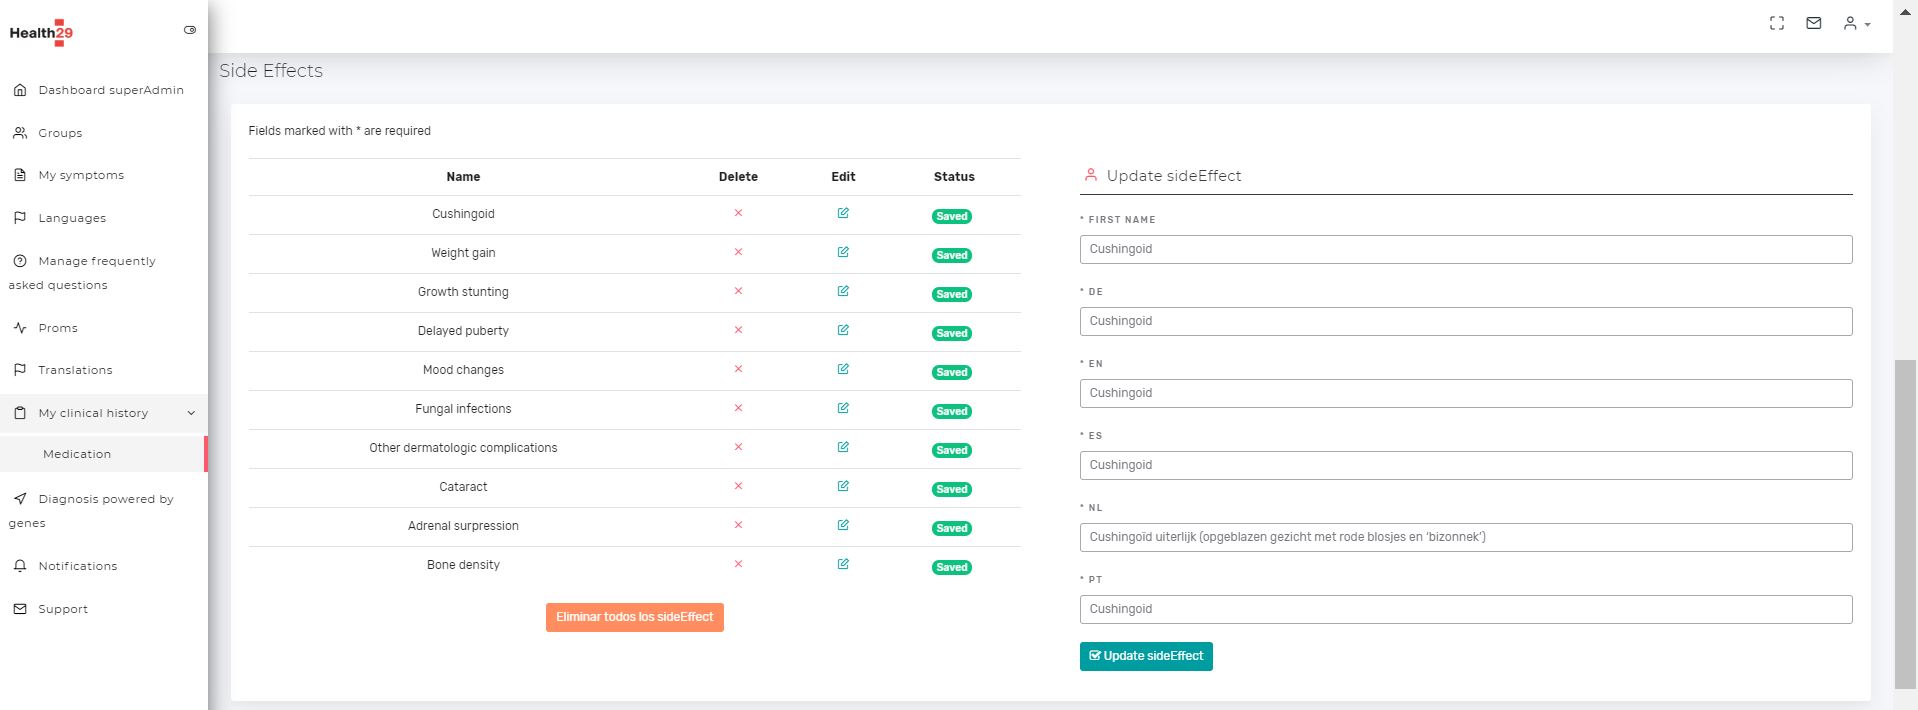 Health29
Dashboard superAdmin
Groups
My symptoms
Languages
Manage frequently
asked questions
Proms
Translations
My clinical history
Medication
Diagnosis powered by
genes
Notifications
Support
Side Effects
Fields marked with * are required
Name Delete Edit Status
Cushingoid Saved
Weight gain Saved
Growth stunting Saved
Delayed puberty Saved
Mood changes Saved
Fungal infections Saved
Other dermatologic complications Saved
Cataract Saved
Adrenal surpression Saved
Bone density Saved
Eliminar todos los sideEffect
Update sideEffect
* FIRST NAME
Cushingoid
* DE
Cushingoid
* EN
Cushingoid
* ES
Cushingoid
* NL
Cushingoïd uiterlijk (opgeblazen gezicht met rode blosjes en ‘bizonnek’)
* PT
Cushingoid
Update sideEffect